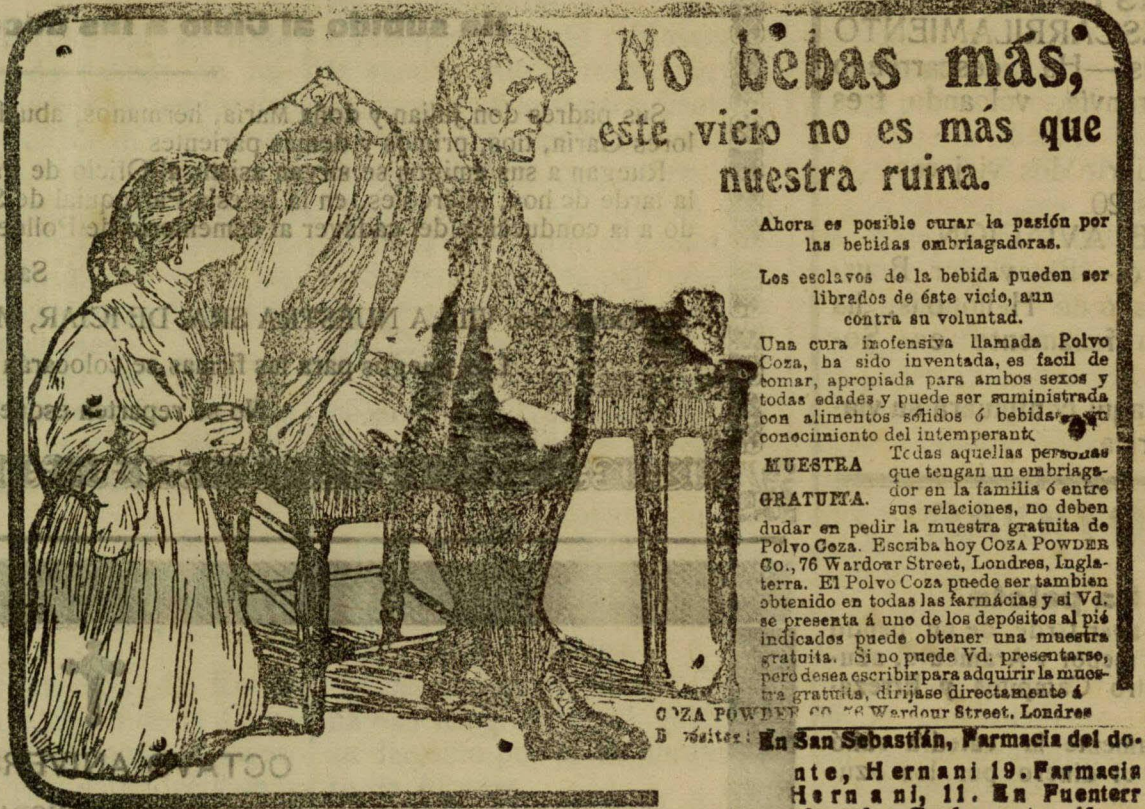 No bebas más,
este vicio no es más que
nuestra ruina.
Ahora es posible curar la pasión por
las bebidas embriagadoras.
Los esclavos de la bebida pueden ser
librados de éste vicio, aun
contra su voluntad.
Una cura inofensiva llamada Polvo
Coza, ha sido inventada, es facil de
tomar, apropiada para ambos sexos y
todas edades y puede ser suministrada
con alimentos sólidos ó bebidas sin
conocimiento del intemperante
MUESTRA GRATUITA.
Todas aquellas personas
que tengan un embriaga-
dor en la familia ó entre
sus relaciones, no deben
dudar en pedir la muestra gratuita de
Polvo Coza. Escriba hoy COZA POWDER
CO., 76 Wardour Street, Londres, Ingla-
terra. El Polvo Coza puede ser tambien
obtenido en todas las farmácias y si Vd.
se presenta á uno de los depósitos al pié
indicados puede obtener una muestra
gratuita. Si no puede Vd. presentarse,
pero desea escribir para adquirir la mues-
tra gratuita, dirijase directamente á
COZA POWDER CO. 76 Wardour Street, Londres
Depósitos:
En San Sebastián, Farmacia del do-
Hernani 19. Farmacia
Hernani, 11. En Fuenterr